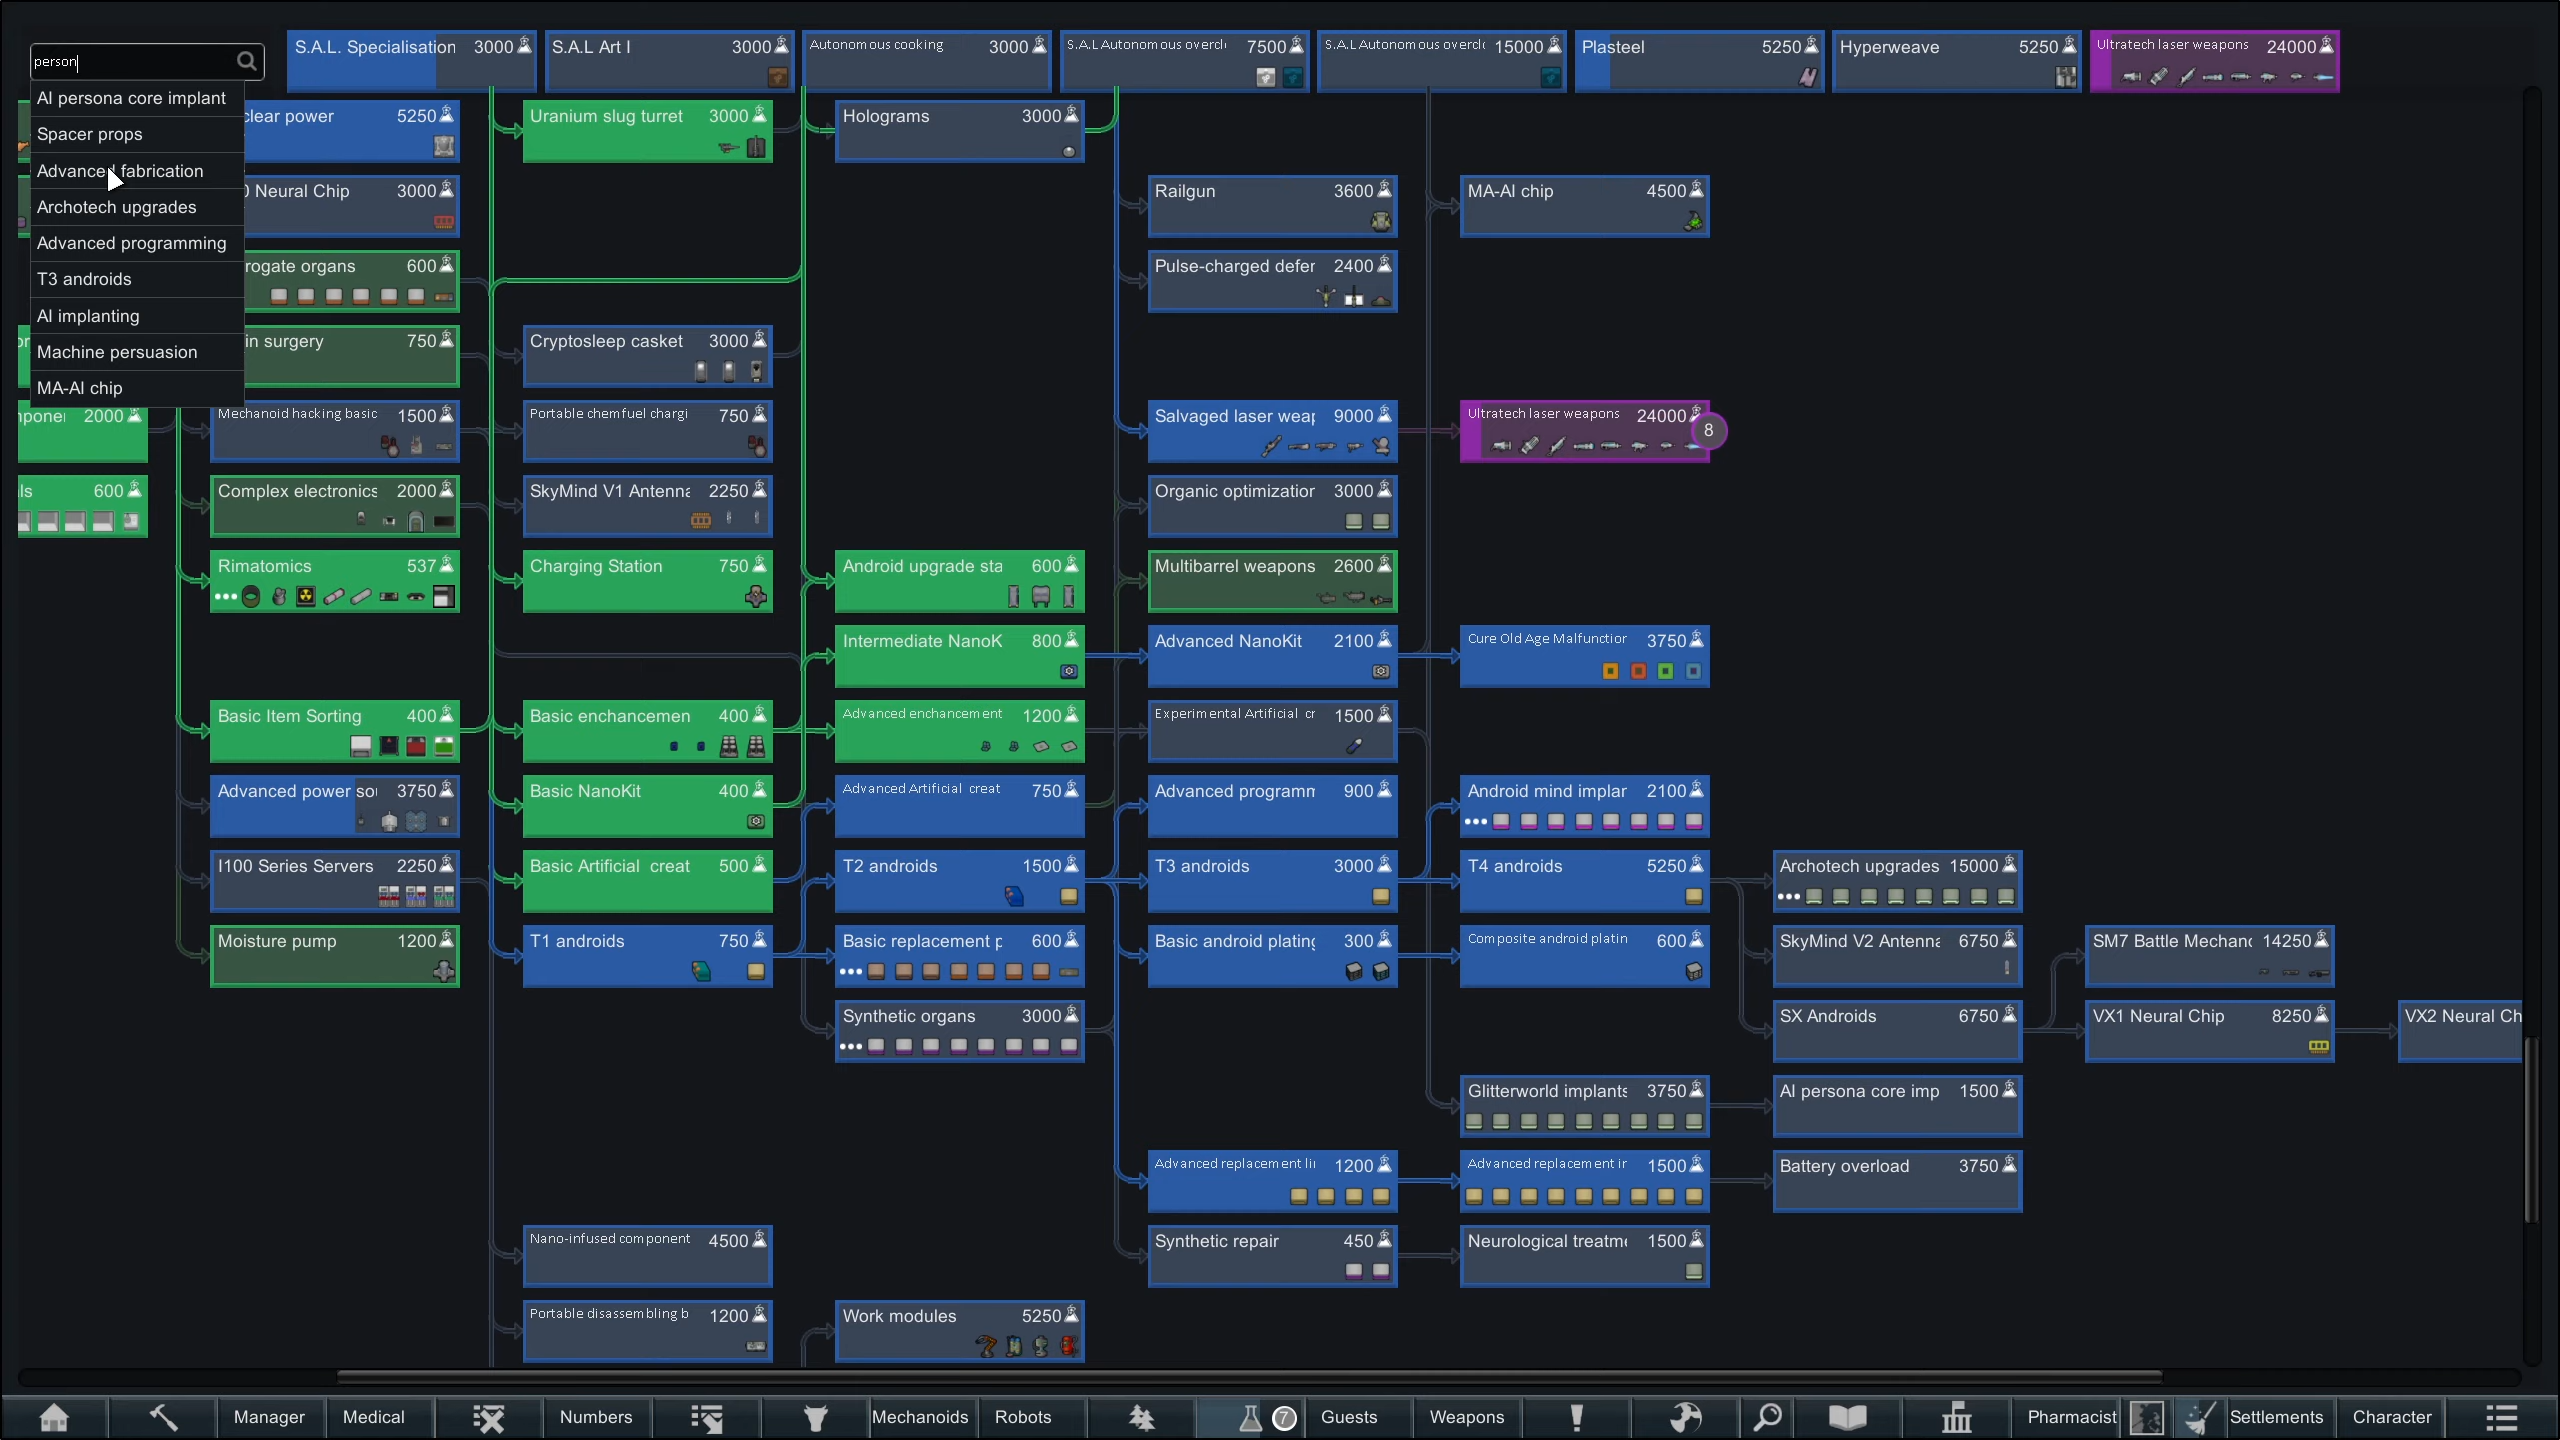 person
AI persona core implant
Spacer props
Advanced fabrication
Archotech upgrades
Advanced programming
T3 androids
AI implanting
Machine persuasion
MA-AI chip
S.A.L. Specialisation 3000
S.A.L Art I 3000
Autonomous cooking 3000
S.A.L Autonomous overcl 7500
S.A.L Autonomous overcl 15000
Plasteel 5250
Hyperweave 5250
Ultratech laser weapons 24000
clear power 5250
Uranium slug turret 3000
Holograms 3000
0 Neural Chip 3000
Railgun 3600
MA-AI chip 4500
rogate organs 600
Pulse-charged defer 2400
in surgery 750
Cryptosleep casket 3000
2000
Mechanoid hacking basic 1500
Portable chemfuel chargi 750
Salvaged laser weap 9000
Ultratech laser weapons 24000
8
ls 600
Complex electronics 2000
SkyMind V1 Antenna 2250
Organic optimization 3000
Rimatomics 537
Charging Station 750
Android upgrade sta 600
Multibarrel weapons 2600
Intermediate NanoK 800
Advanced NanoKit 2100
Cure Old Age Malfunction 3750
Basic Item Sorting 400
Basic enchancemen 400
Advanced enchancement 1200
Experimental Artificial cr 1500
Advanced power sou 3750
Basic NanoKit 400
Advanced Artificial creat 750
Advanced programm 900
Android mind implan 2100
I100 Series Servers 2250
Basic Artificial creat 500
T2 androids 1500
T3 androids 3000
T4 androids 5250
Archotech upgrades 15000
Moisture pump 1200
T1 androids 750
Basic replacement p 600
Basic android plating 300
Composite android platin 600
SkyMind V2 Antenna 6750
SM7 Battle Mechanc 14250
Synthetic organs 3000
SX Androids 6750
VX1 Neural Chip 8250
VX2 Neural Ch
Glitterworld implants 3750
AI persona core imp 1500
Advanced replacement li 1200
Advanced replacement ir 1500
Battery overload 3750
Nano-infused component 4500
Synthetic repair 450
Neurological treatm 1500
Portable disassembling b 1200
Work modules 5250
Manager
Medical
Numbers
Mechanoids
Robots
7
Guests
Weapons
Pharmacist
Settlements
Character